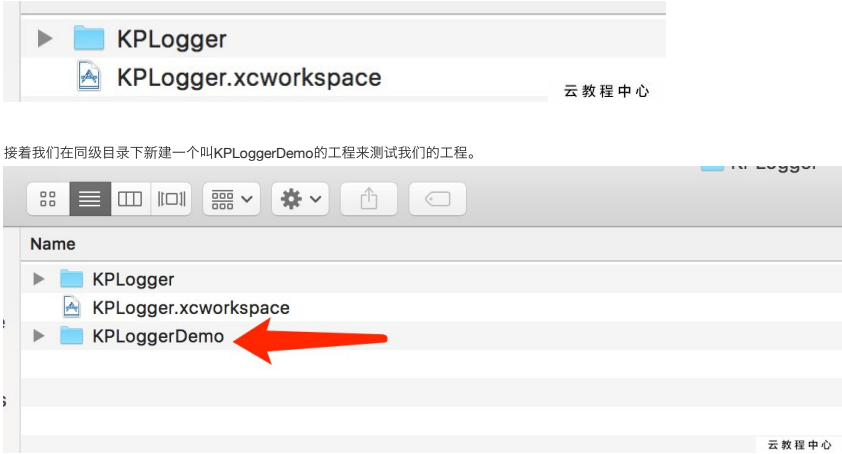 KPLogger
KPLogger.xcworkspace
云教程中心
接着我们在同级目录下新建一个叫KPLoggerDemo的工程来测试我们的工程。
KPLogger
Name
KPLogger
KPLogger.xcworkspace
KPLoggerDemo
云教程中心